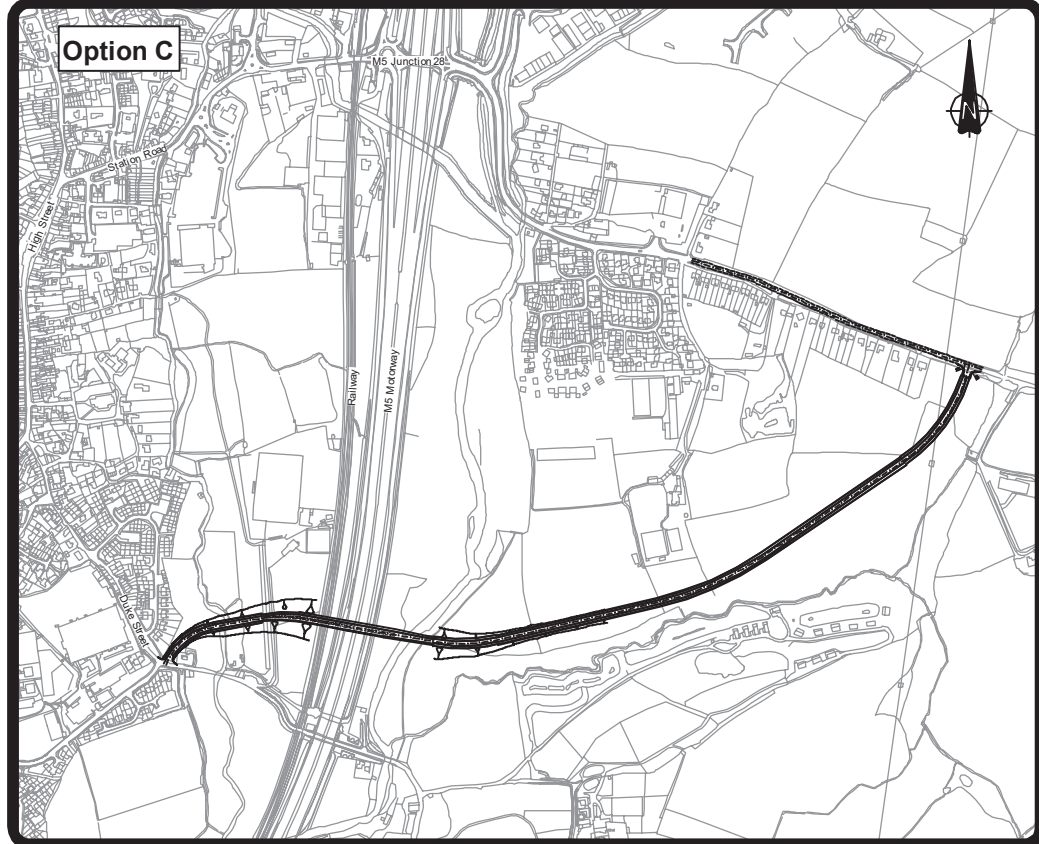 Option C
M5 Junction 28
N
Station Road
High Street
Railway
M5 Motorway
Duke Street